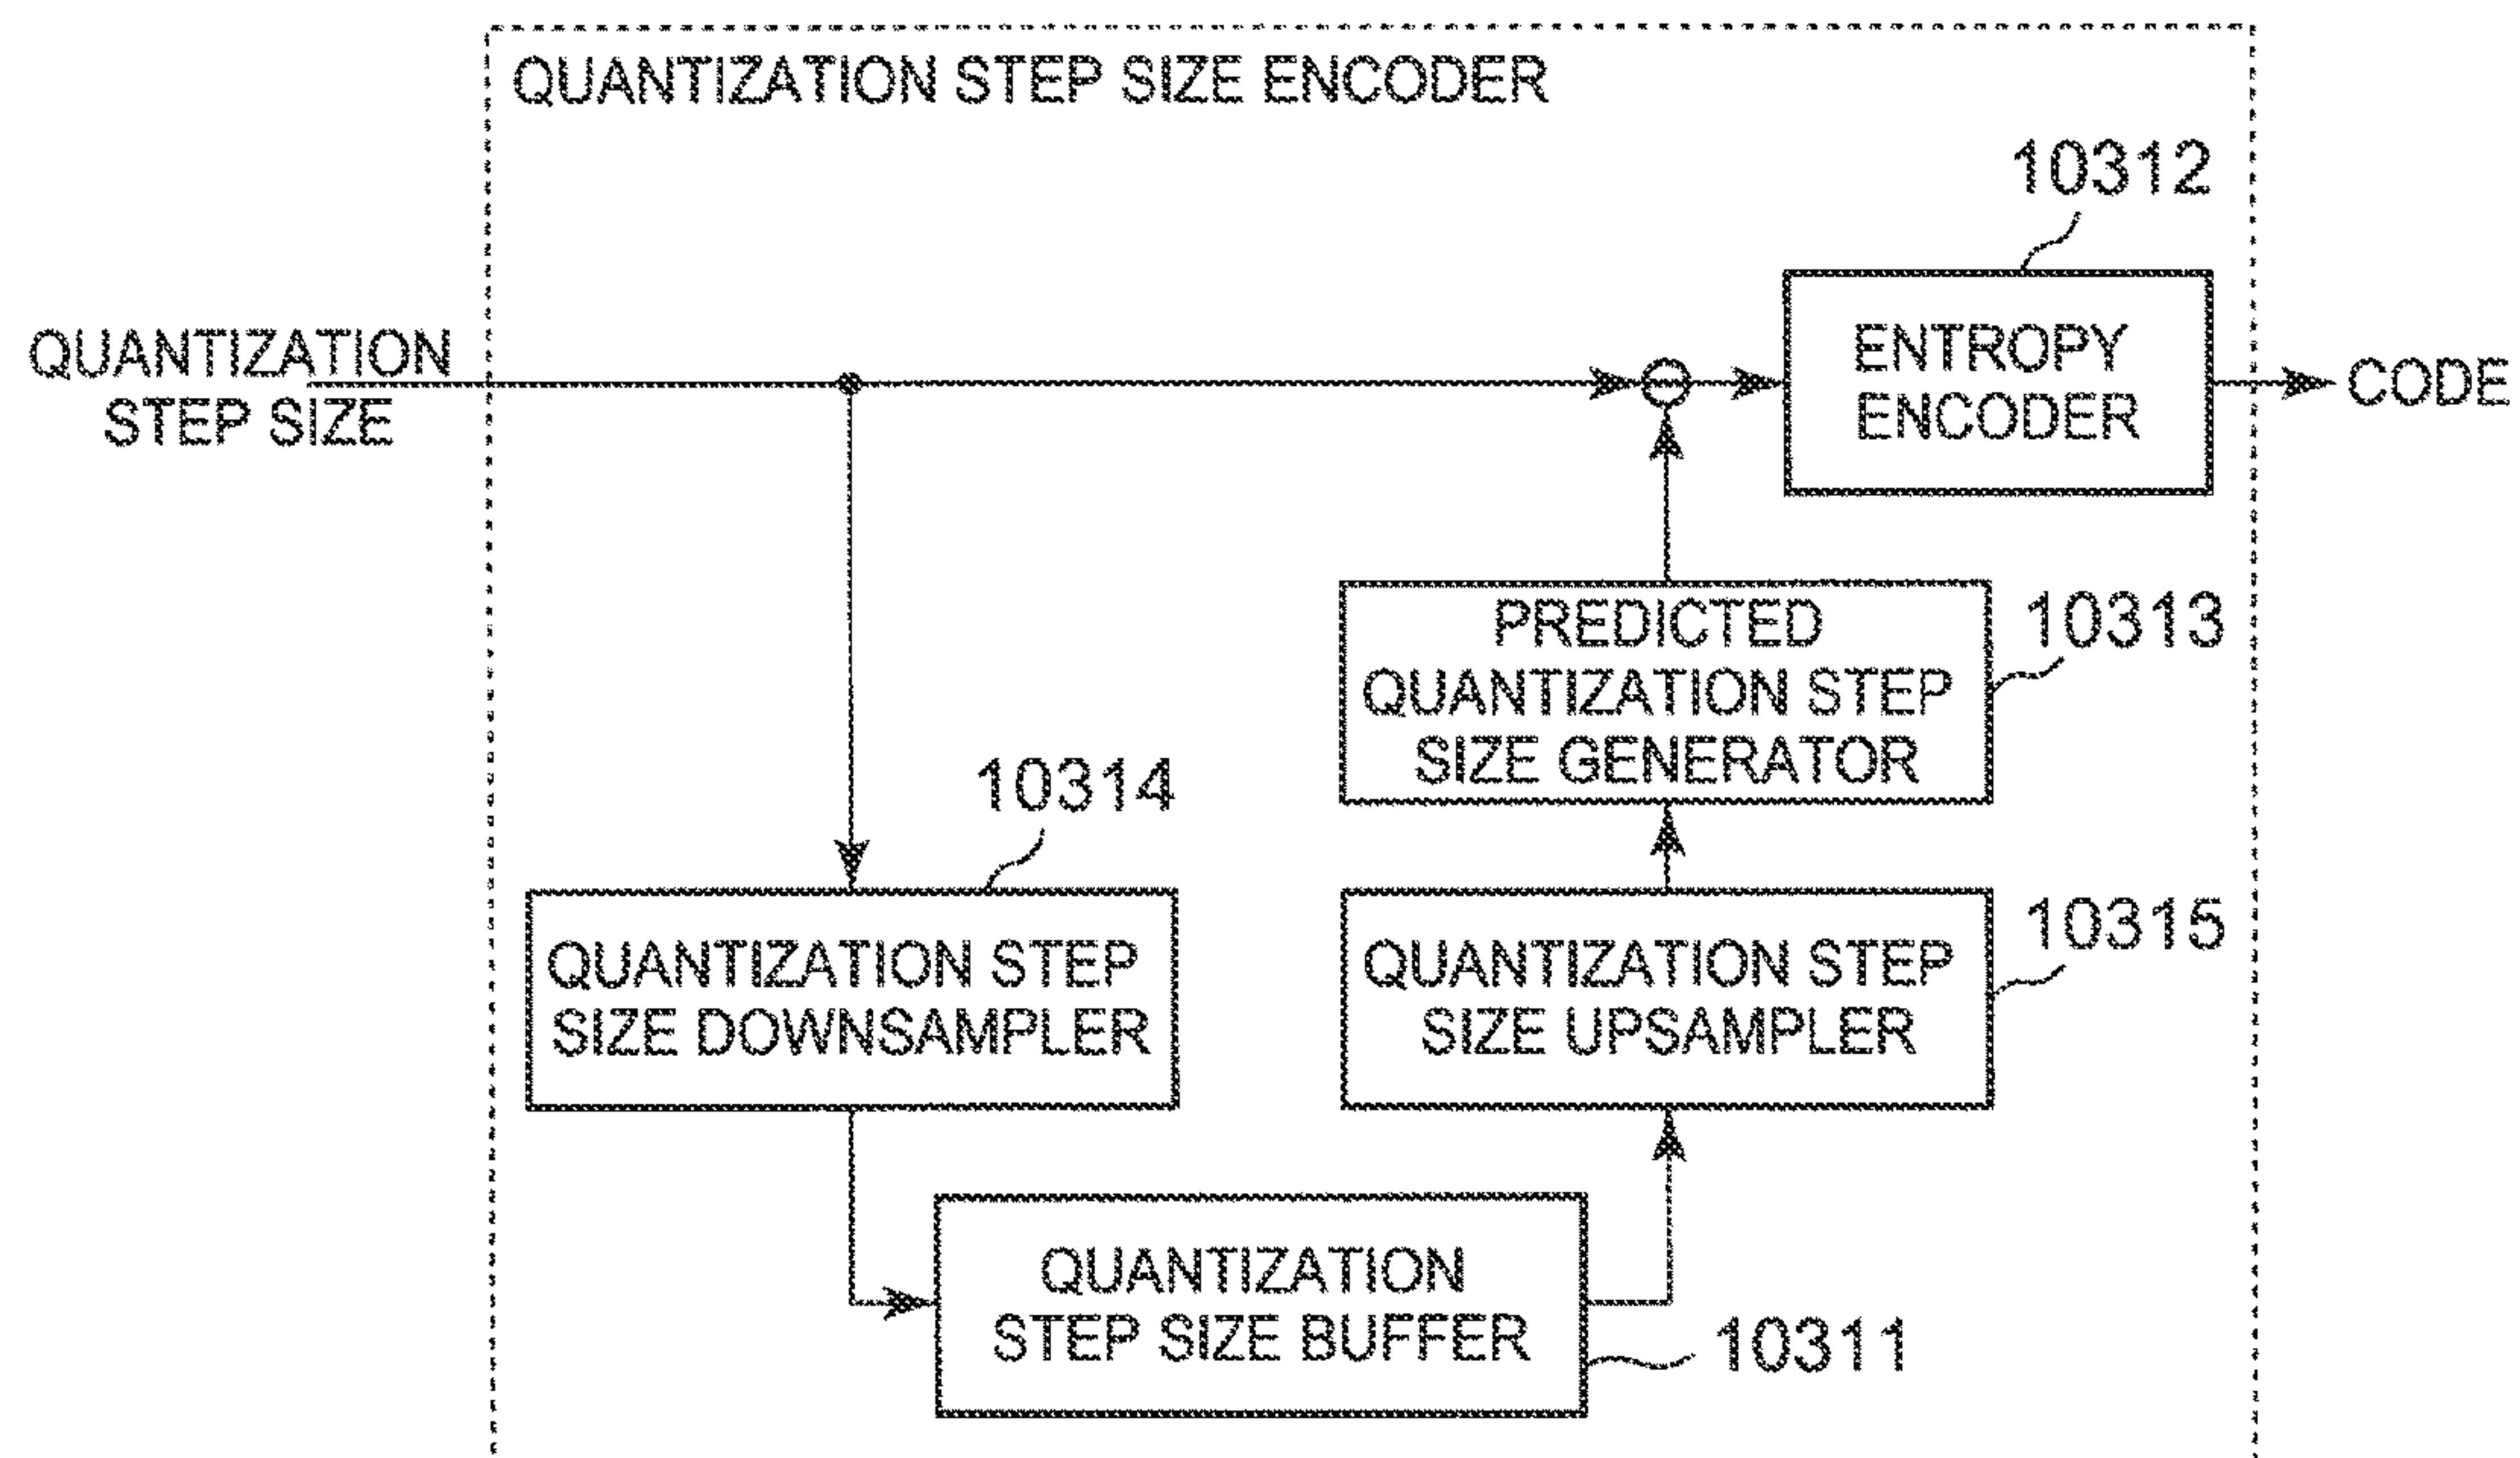 QUANTIZATION STEP SIZE ENCODER
10312
QUANTIZATION
STEP SIZE
ENTROPY
ENCODER
CODE
PREDICTED
QUANTIZATION STEP
SIZE GENERATOR
10313
10314
QUANTIZATION STEP
SIZE DOWNSAMPLER
QUANTIZATION STEP
SIZE UPSAMPLER
10315
QUANTIZATION
STEP SIZE BUFFER
10311